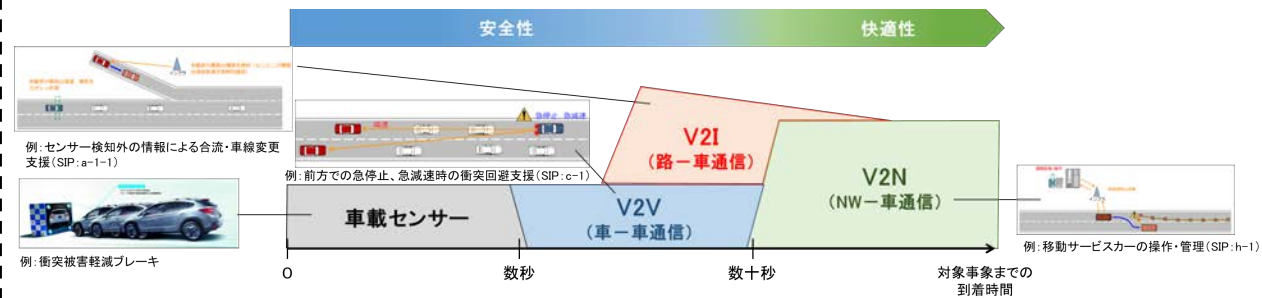 安全性
快適性
例：センサー検知外の情報による合流・車線変更
支援(SIP：a-1-1)
減速
急停止、急減速
例：前方での急停止、急減速時の衝突回避支援(SIP：c-1)
例：衝突被害軽減ブレーキ
車載センサー
V2V
(車－車通信)
V2I
(路－車通信)
V2N
(NW－車通信)
例：移動サービスカーの操作・管理(SIP：h-1)
0
数秒
数十秒
対象事象までの
到着時間